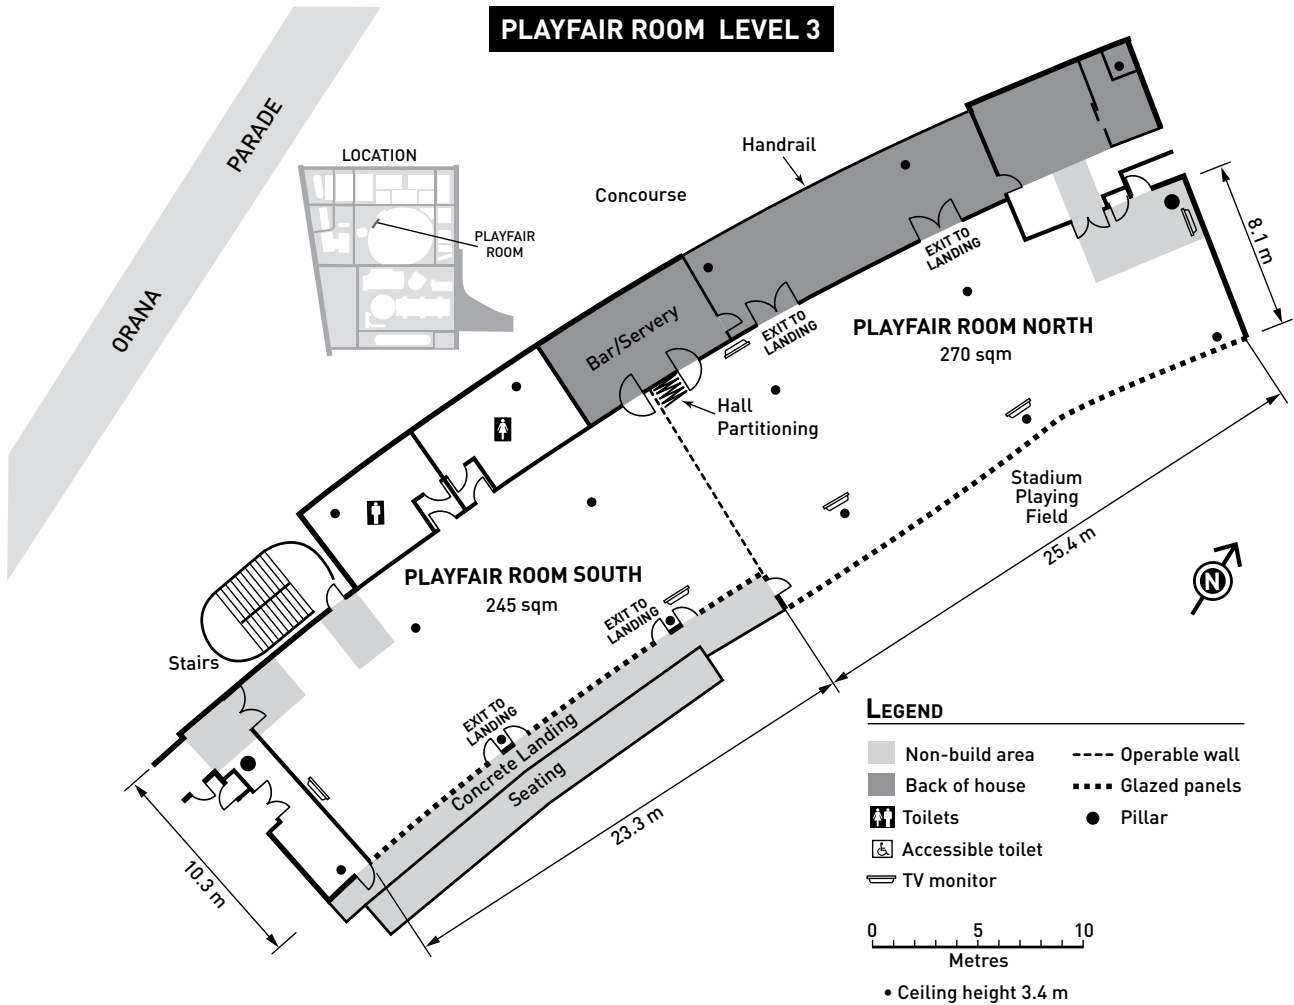 PLAYFAIR ROOM LEVEL 3
ORANA
PARADE
LOCATION
PLAYFAIR
ROOM
Concourse
Handrail
8.1 m
EXIT TO
LANDING
EXIT TO
LANDING
Bar/Servery
PLAYFAIR ROOM NORTH
270 sqm
Hall
Partitioning
Stadium
Playing
Field
25.4 m
N
PLAYFAIR ROOM SOUTH
245 sqm
EXIT TO
LANDING
EXIT TO
LANDING
Stairs
Concrete Landing
Seating
23.3 m
10.3 m
LEGEND
Non-build area
Back of house
Toilets
Accessible toilet
TV monitor
Operable wall
Glazed panels
Pillar
0 5 10
Metres
• Ceiling height 3.4 m